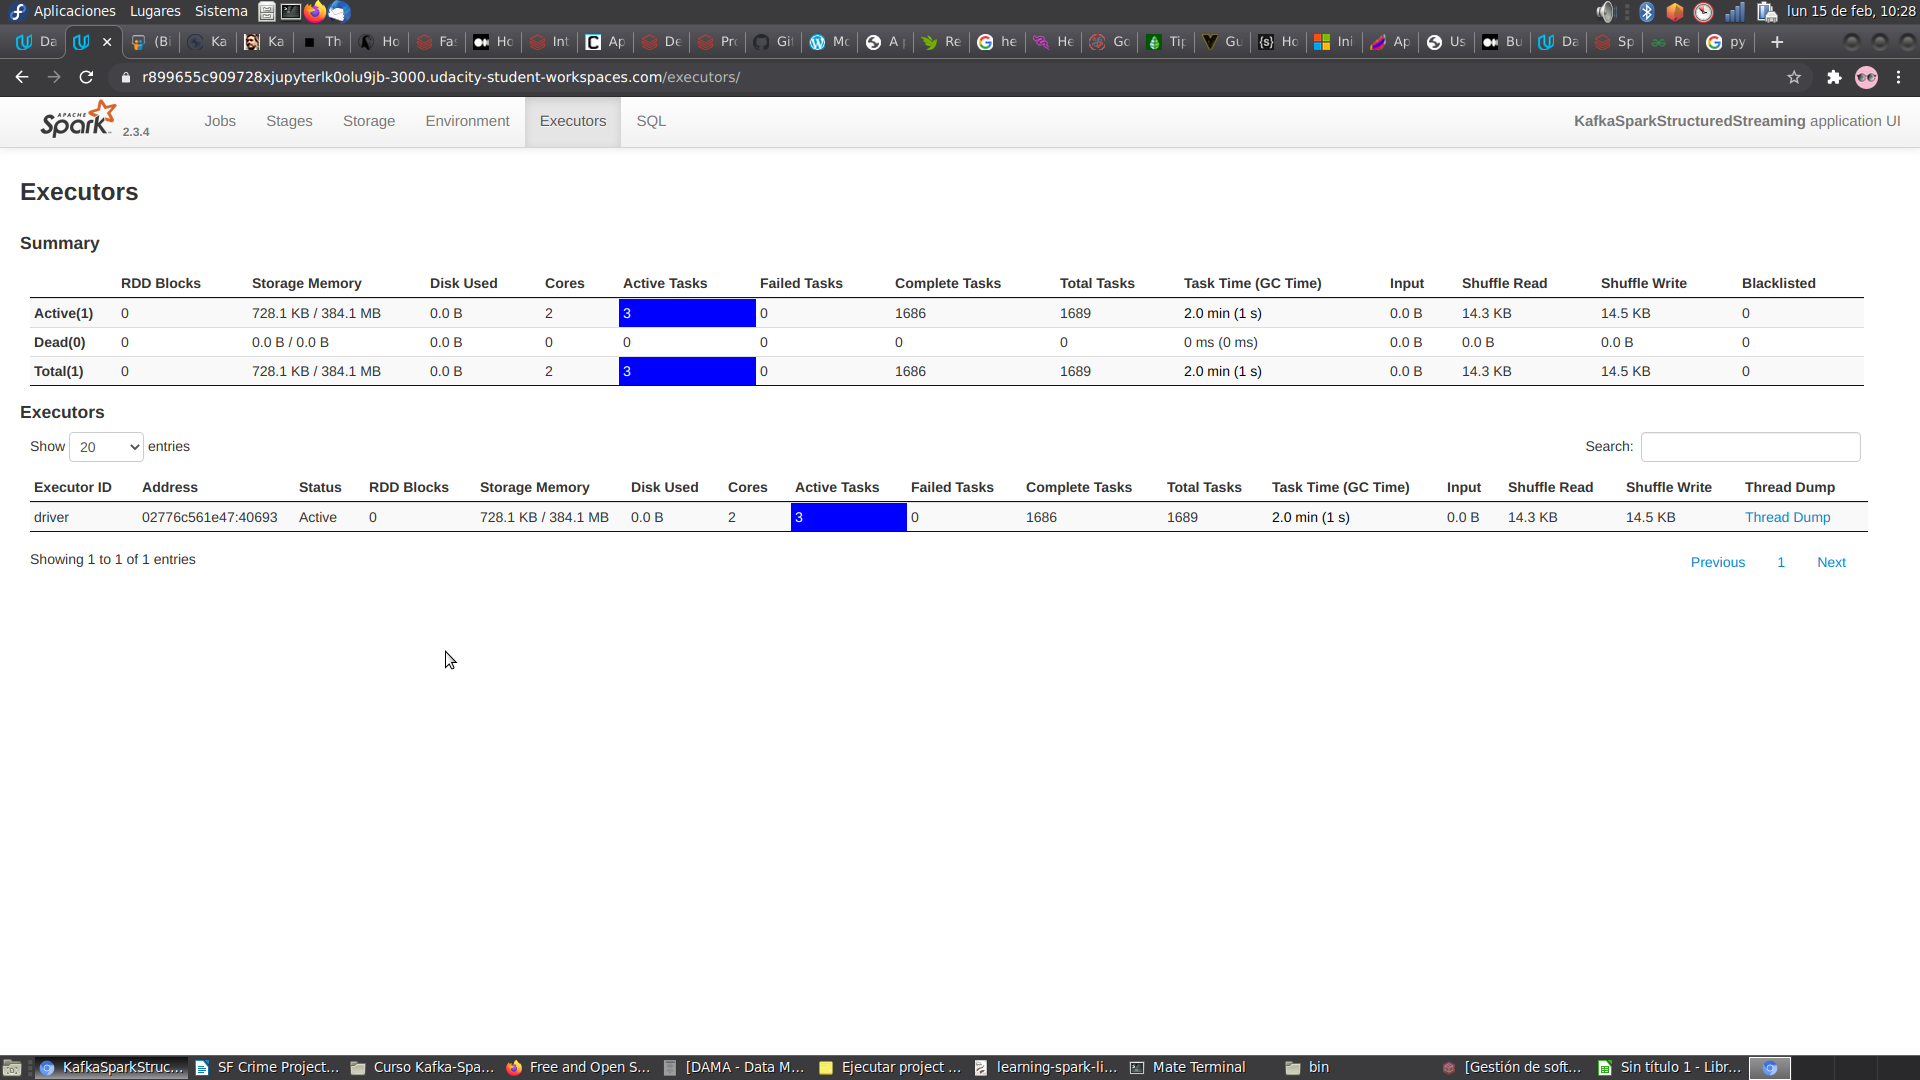 Aplicaciones Lugares Sistema lun 15 de feb, 10:28
Da (Bi Ka Ka Th Ho Fa: Ho Int Ap De Pro Git Mc A Re he He Go Tip Gu Ho Ini Ap Us Bu Da Sp Re py
r899655c909728xjupyterlk0olu9jb-3000.udacity-student-workspaces.com/executors/
APACHE Spark 2.3.4 Jobs Stages Storage Environment Executors SQL KafkaSparkStructuredStreaming application UI
Executors
Summary
RDD Blocks Storage Memory Disk Used Cores Active Tasks Failed Tasks Complete Tasks Total Tasks Task Time (GC Time) Input Shuffle Read Shuffle Write Blacklisted
Active(1) 0 728.1 KB / 384.1 MB 0.0 B 2 3 0 1686 1689 2.0 min (1 s) 0.0 B 14.3 KB 14.5 KB 0
Dead(0) 0 0.0 B / 0.0 B 0.0 B 0 0 0 0 0 0 ms (0 ms) 0.0 B 0.0 B 0.0 B 0
Total(1) 0 728.1 KB / 384.1 MB 0.0 B 2 3 0 1686 1689 2.0 min (1 s) 0.0 B 14.3 KB 14.5 KB 0
Executors
Show 20 entries Search:
Executor ID Address Status RDD Blocks Storage Memory Disk Used Cores Active Tasks Failed Tasks Complete Tasks Total Tasks Task Time (GC Time) Input Shuffle Read Shuffle Write Thread Dump
driver 02776c561e47:40693 Active 0 728.1 KB / 384.1 MB 0.0 B 2 3 0 1686 1689 2.0 min (1 s) 0.0 B 14.3 KB 14.5 KB Thread Dump
Showing 1 to 1 of 1 entries Previous 1 Next
KafkaSparkStruc... SF Crime Project... Curso Kafka-Spa... Free and Open S... [DAMA - Data M... Ejecutar project ... learning-spark-li... Mate Terminal bin [Gestión de soft... Sin título 1 - Libr...